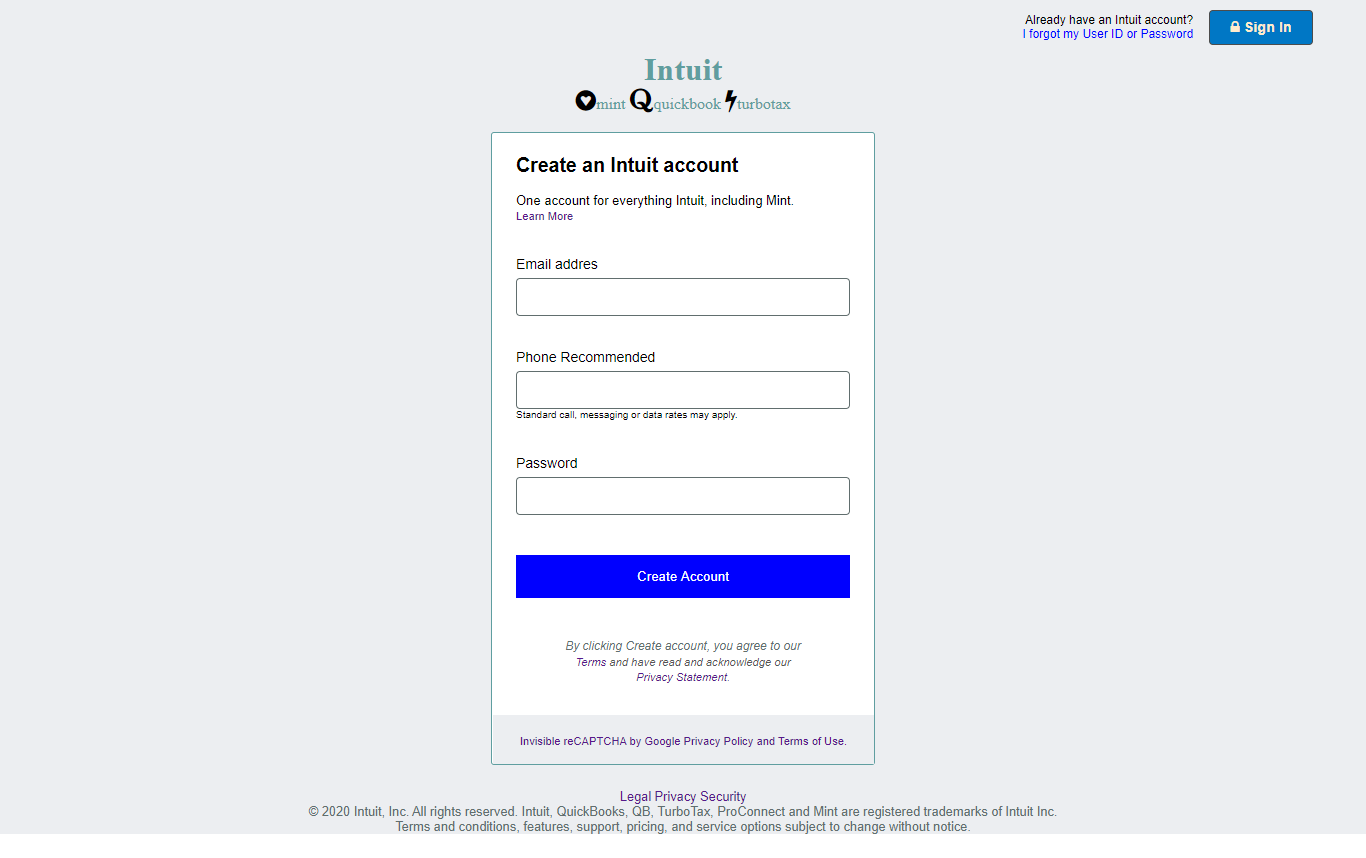 Already have an Intuit account?
I forgot my User ID or Password
Sign In
Intuit
mint Qquickbook turbotax
Create an Intuit account
One account for everything Intuit, including Mint.
Learn More
Email addres
Phone Recommended
Standard call, messaging or data rates may apply.
Password
Create Account
By clicking Create account, you agree to our
Terms and have read and acknowledge our
Privacy Statement.
Invisible reCAPTCHA by Google Privacy Policy and Terms of Use.
Legal Privacy Security
© 2020 Intuit, Inc. All rights reserved. Intuit, QuickBooks, QB, TurboTax, ProConnect and Mint are registered trademarks of Intuit Inc.
Terms and conditions, features, support, pricing, and service options subject to change without notice.